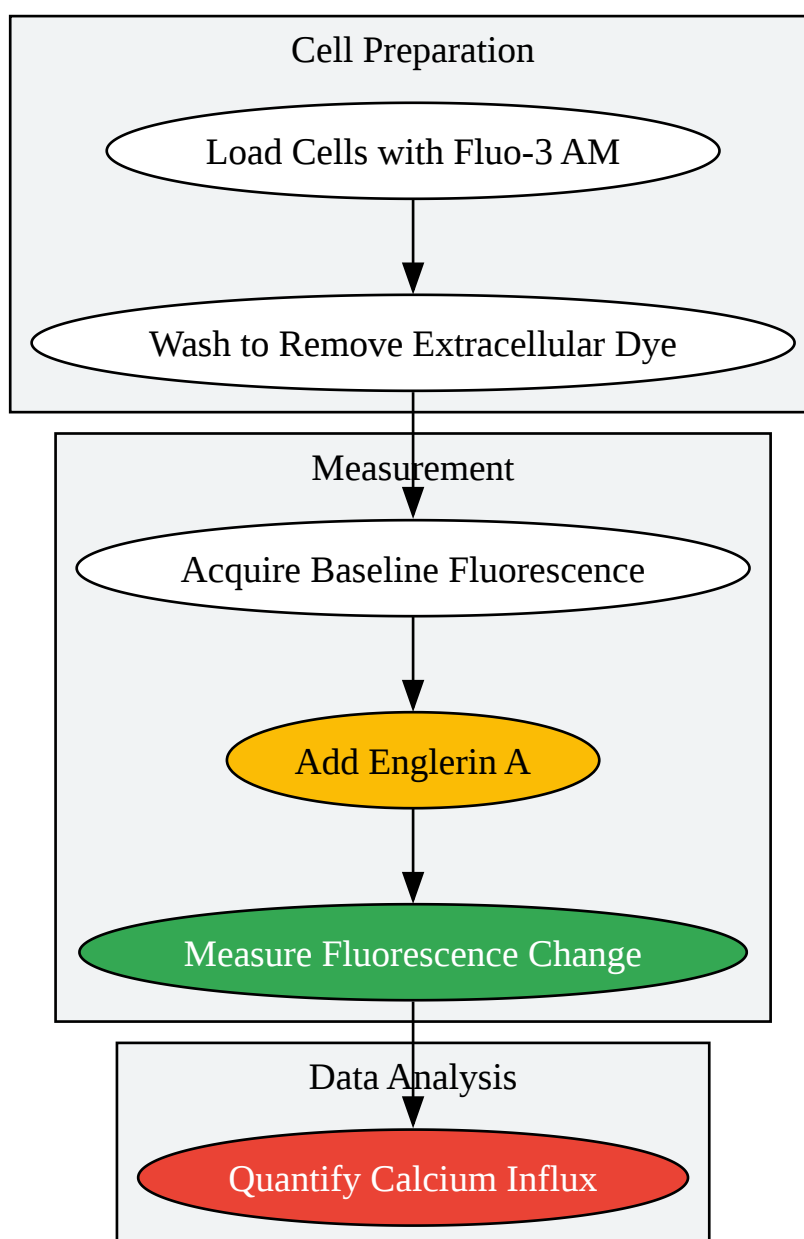 Cell Preparation
Load Cells with Fluo-3 AM
Wash to Remove Extracellular Dye
Measurement
Acquire Baseline Fluorescence
Add Englerin A
Measure Fluorescence Change
Data Analysis
Quantify Calcium Influx